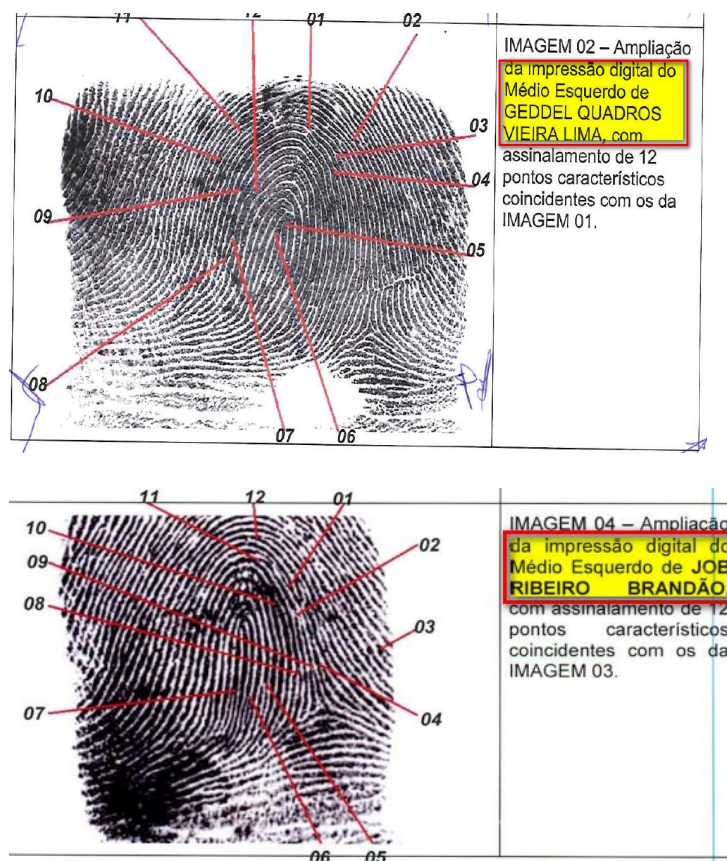 11 12 01 02
10
03
04
09
05
08
07 06
IMAGEM 02 – Ampliação
da impressão digital do
Médio Esquerdo de
GEDDEL QUADROS
VIEIRA LIMA, com
assinalamento de 12
pontos característicos
coincidentes com os da
IMAGEM 01.
11 12 01
10
02
09
08
03
07
04
06 05
IMAGEM 04 – Ampliação
da impressão digital do
Médio Esquerdo de JOB
RIBEIRO BRANDÃO,
com assinalamento de 12
pontos característicos
coincidentes com os da
IMAGEM 03.